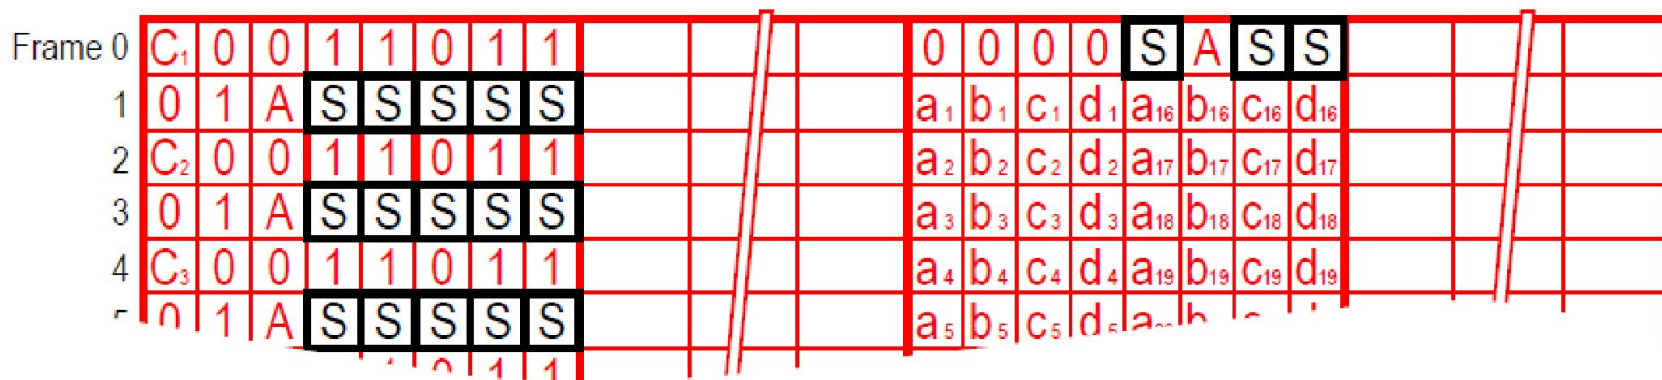 Frame 0 C₁ 0 0 1 1 0 1 1 0 0 0 0 S A S S
1 0 1 A S S S S S a₁ b₁ c₁ d₁ a₁₆ b₁₆ c₁₆ d₁₆
2 C₂ 0 0 1 1 0 1 1 a₂ b₂ c₂ d₂ a₁₇ b₁₇ c₁₇ d₁₇
3 0 1 A S S S S S a₃ b₃ c₃ d₃ a₁₈ b₁₈ c₁₈ d₁₈
4 C₃ 0 0 1 1 0 1 1 a₄ b₄ c₄ d₄ a₁₉ b₁₉ c₁₉ d₁₉
1 A S S S S S a₅ b₅ c₅
1 1